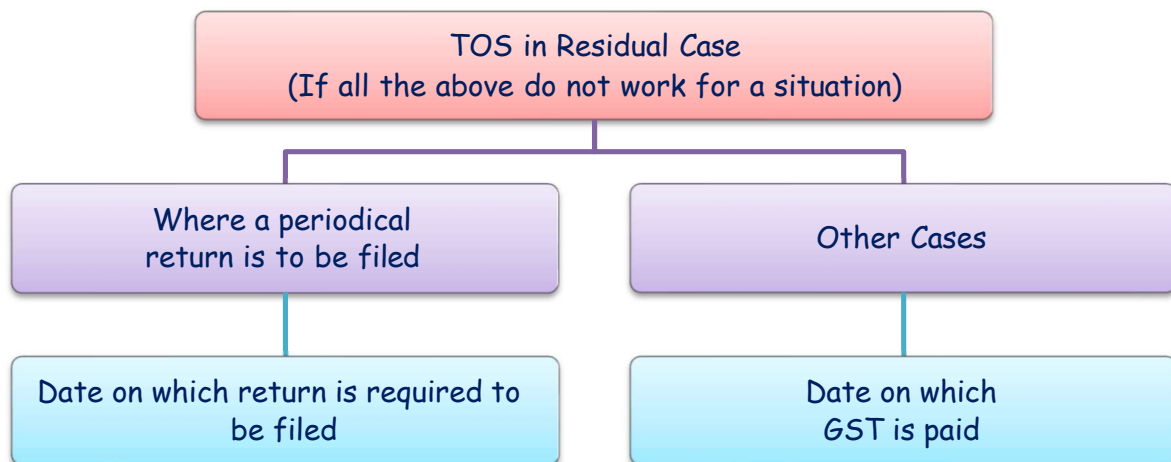 TOS in Residual Case
(If all the above do not work for a situation)
Where a periodical
return is to be filed
Other Cases
Date on which return is required to
be filed
Date on which
GST is paid